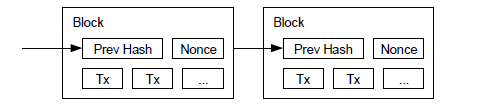 Block
Prev Hash Nonce
Tx Tx ...
Block
Prev Hash Nonce
Tx Tx ...